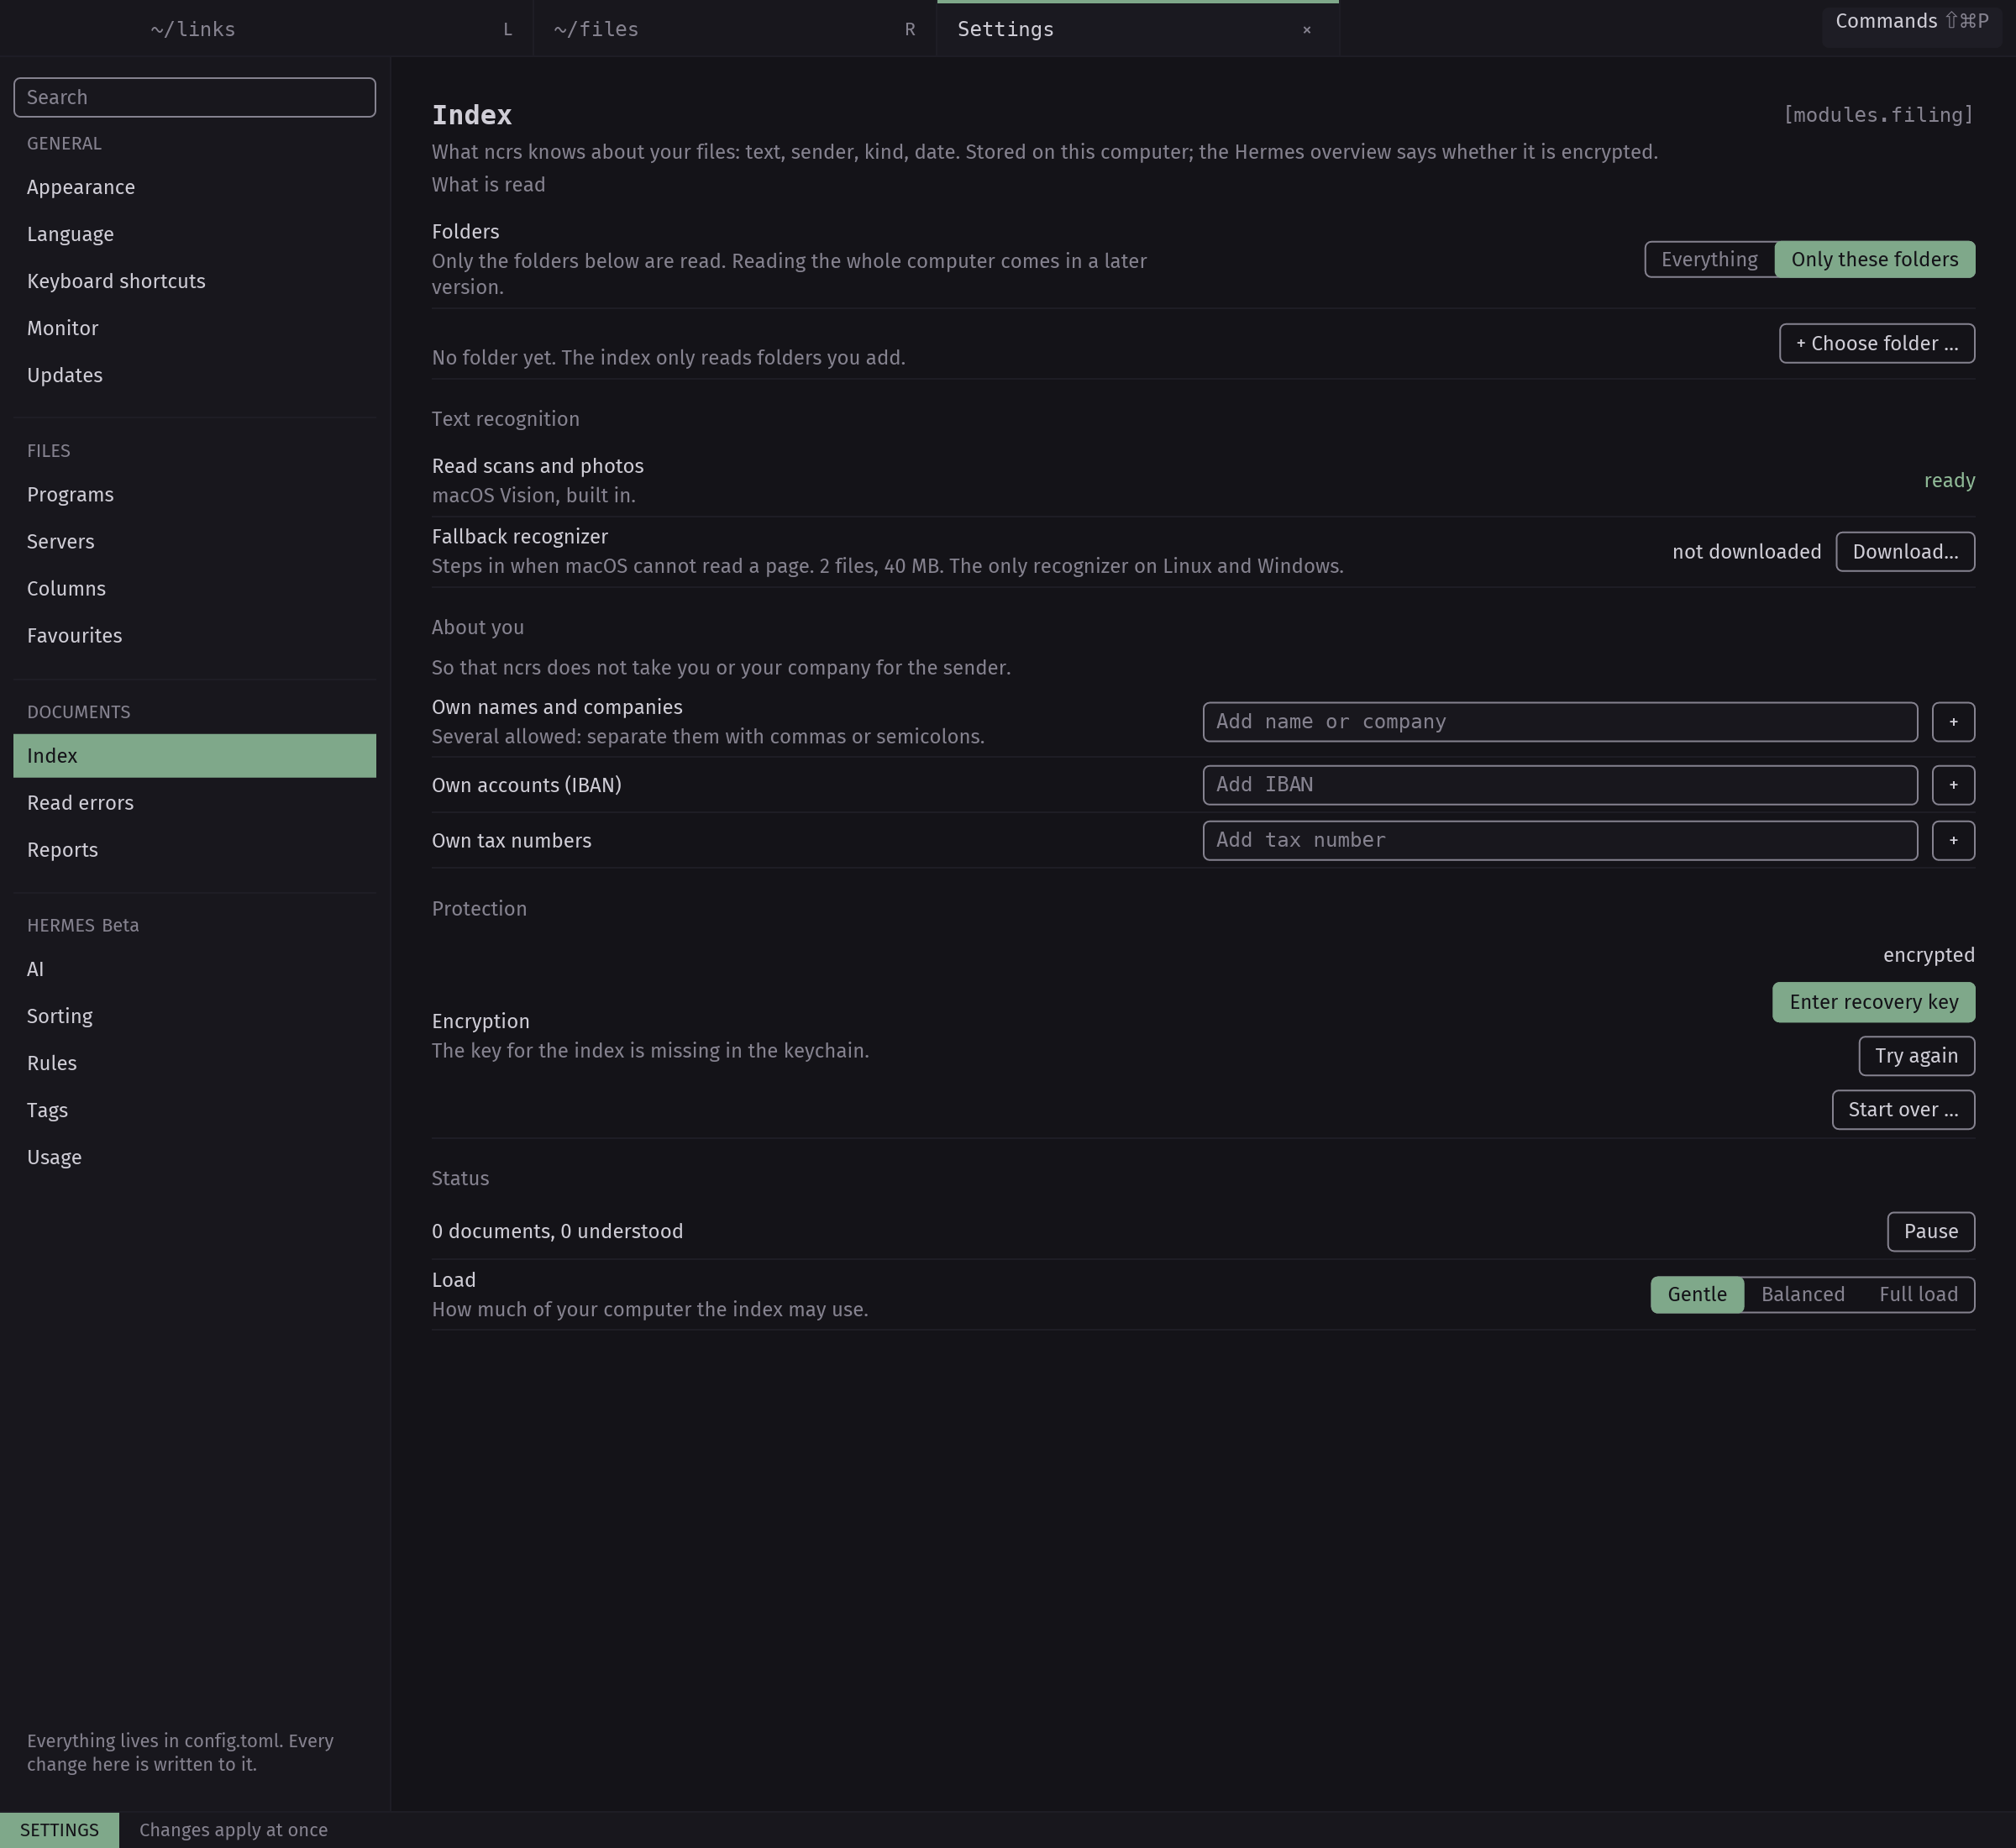 ~/links L ~/files R Settings × Commands ⇧⌘P
Search
GENERAL
Appearance
Language
Keyboard shortcuts
Monitor
Updates
FILES
Programs
Servers
Columns
Favourites
DOCUMENTS
Index
Read errors
Reports
HERMES Beta
AI
Sorting
Rules
Tags
Usage
Everything lives in config.toml. Every
change here is written to it.
Index [modules.filing]
What ncrs knows about your files: text, sender, kind, date. Stored on this computer; the Hermes overview says whether it is encrypted.
What is read
Folders
Only the folders below are read. Reading the whole computer comes in a later
version.
Everything Only these folders
No folder yet. The index only reads folders you add.
+ Choose folder ...
Text recognition
Read scans and photos
macOS Vision, built in.
ready
Fallback recognizer
Steps in when macOS cannot read a page. 2 files, 40 MB. The only recognizer on Linux and Windows.
not downloaded Download...
About you
So that ncrs does not take you or your company for the sender.
Own names and companies
Several allowed: separate them with commas or semicolons.
Add name or company +
Own accounts (IBAN) Add IBAN +
Own tax numbers Add tax number +
Protection
encrypted
Enter recovery key
Encryption
The key for the index is missing in the keychain.
Try again
Start over ...
Status
0 documents, 0 understood Pause
Load
How much of your computer the index may use.
Gentle Balanced Full load
SETTINGS Changes apply at once